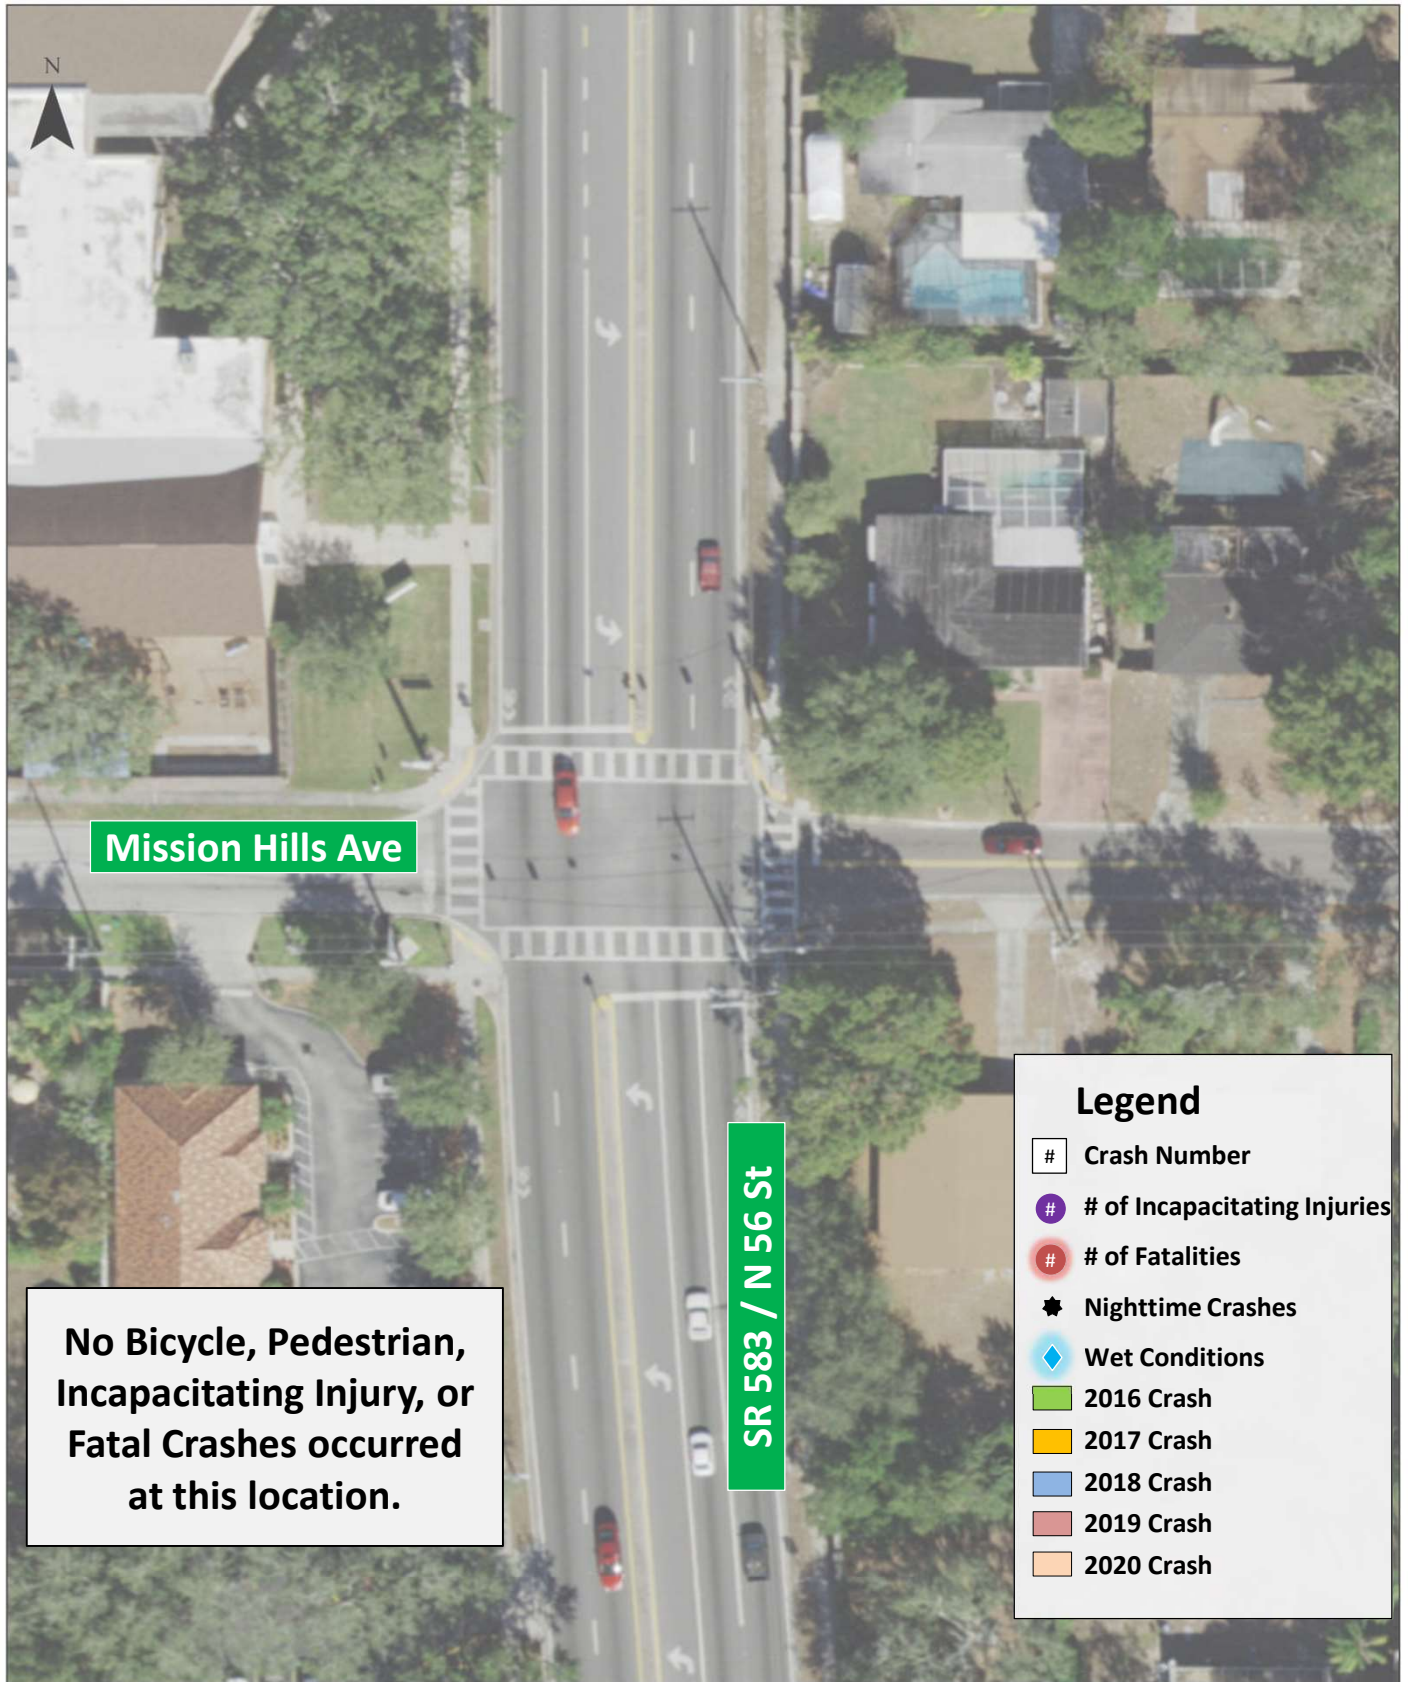 N
Mission Hills Ave
SR 583 / N 56 St
No Bicycle, Pedestrian,
Incapacitating Injury, or
Fatal Crashes occurred
at this location.
Legend
# Crash Number
# # of Incapacitating Injuries
# # of Fatalities
Nighttime Crashes
Wet Conditions
2016 Crash
2017 Crash
2018 Crash
2019 Crash
2020 Crash